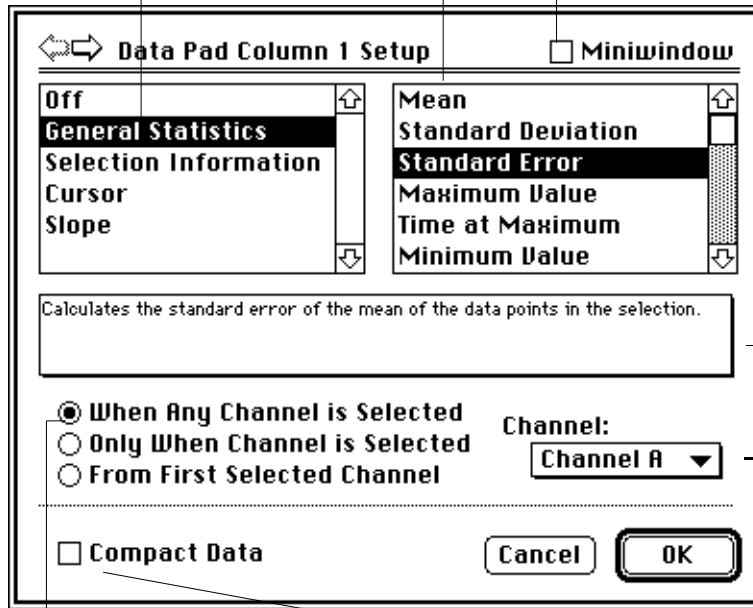 Data Pad Column 1 Setup
Miniwindow
Off
General Statistics
Selection Information
Cursor
Slope
Mean
Standard Deviation
Standard Error
Maximum Value
Time at Maximum
Minimum Value
Calculates the standard error of the mean of the data points in the selection.
When Any Channel is Selected
Only When Channel is Selected
From First Selected Channel
Channel:
Channel A
Compact Data
Cancel
OK